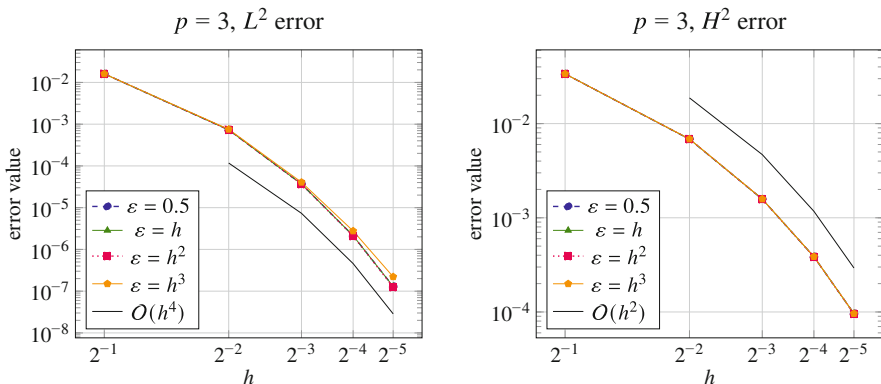 p = 3, L² error
error value
10⁻²
10⁻³
10⁻⁴
10⁻⁵
10⁻⁶
10⁻⁷
10⁻⁸
ε = 0.5
ε = h
ε = h²
ε = h³
O(h⁴)
2⁻¹ 2⁻² 2⁻³ 2⁻⁴ 2⁻⁵
h
p = 3, H² error
error value
10⁻²
10⁻³
10⁻⁴
ε = 0.5
ε = h
ε = h²
ε = h³
O(h²)
2⁻¹ 2⁻² 2⁻³ 2⁻⁴ 2⁻⁵
h